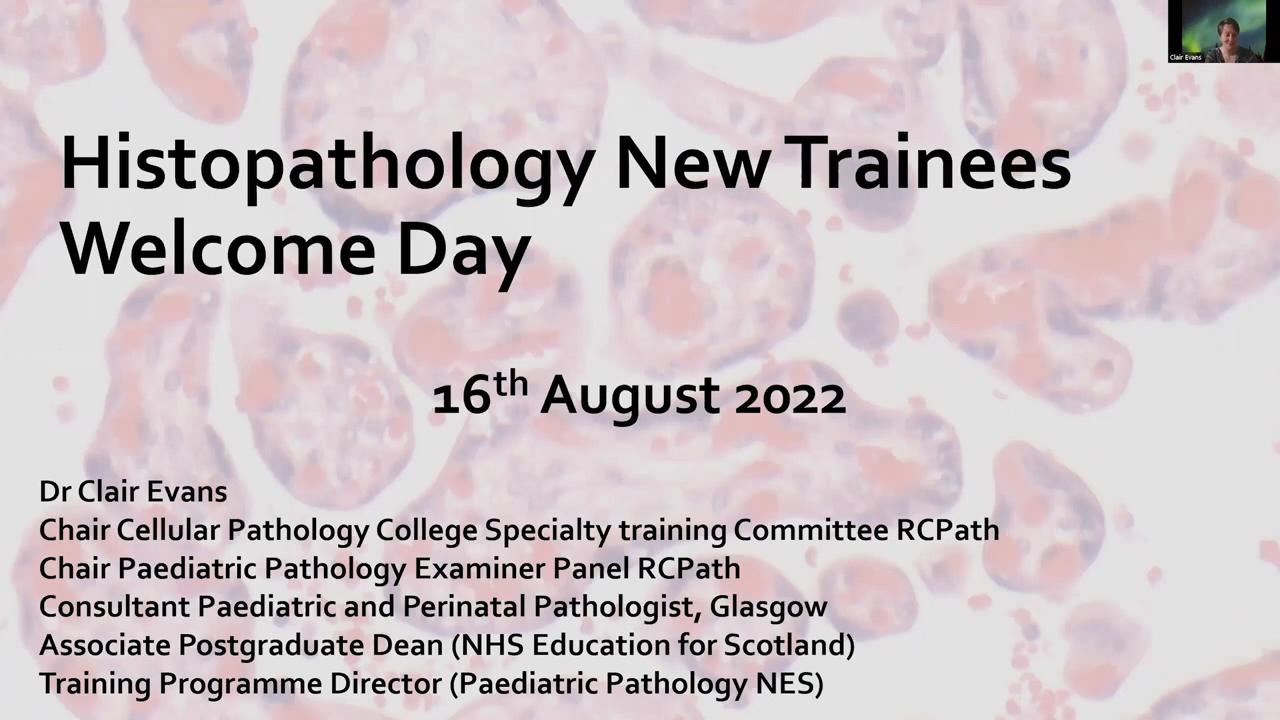 Clair Evans
Histopathology New Trainees
Welcome Day
16th August 2022
Dr Clair Evans
Chair Cellular Pathology College Specialty training Committee RCPath
Chair Paediatric Pathology Examiner Panel RCPath
Consultant Paediatric and Perinatal Pathologist, Glasgow
Associate Postgraduate Dean (NHS Education for Scotland)
Training Programme Director (Paediatric Pathology NES)